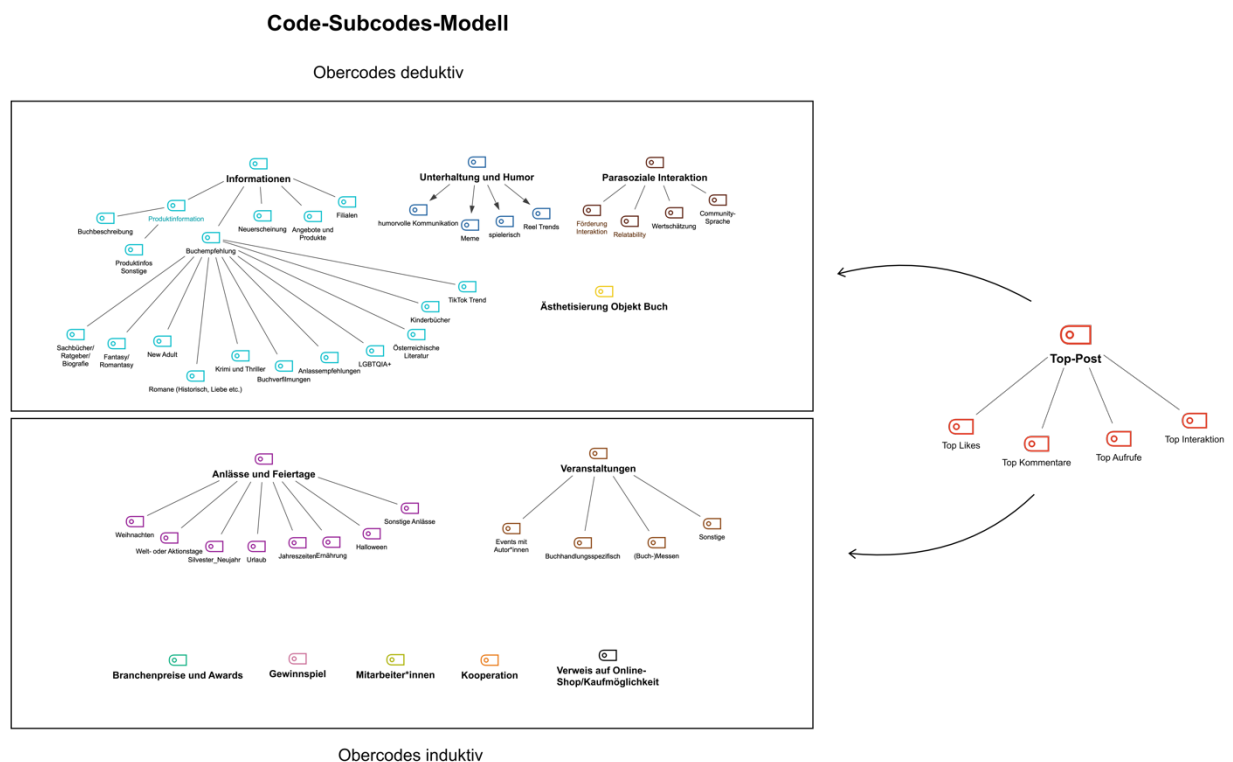 Code-Subcodes-Modell
Obercodes deduktiv
Informationen
Unterhaltung und Humor
Parasoziale Interaktion
Produktinformation
Buchbeschreibung
Neuerscheinung
Angebote und
Produkte
Filialen
Produktinfos
Sonstige
Buchempfehlung
humorvolle Kommunikation
Meme
spielerisch
Reel Trends
Förderung
Interaktion
Relatability
Wertschätzung
Community-
Sprache
TikTok Trend
Kinderbücher
Österreichische
Literatur
LGBTQIA+
Anlassempfehlungen
Buchverfilmungen
Krimi und Thriller
Romane (Historisch, Liebe etc.)
New Adult
Fantasy/
Romantasy
Sachbücher/
Ratgeber/
Biografie
Ästhetisierung Objekt Buch
Top-Post
Top Likes
Top Kommentare
Top Aufrufe
Top Interaktion
Anlässe und Feiertage
Weihnachten
Welt- oder Aktionstage
Silvester_Neujahr
Urlaub
Jahreszeiten
Ernährung
Halloween
Sonstige Anlässe
Veranstaltungen
Events mit
Autor*innen
Buchhandlungsspezifisch
(Buch-)Messen
Sonstige
Branchenpreise und Awards
Gewinnspiel
Mitarbeiter*innen
Kooperation
Verweis auf Online-
Shop/Kaufmöglichkeit
Obercodes induktiv